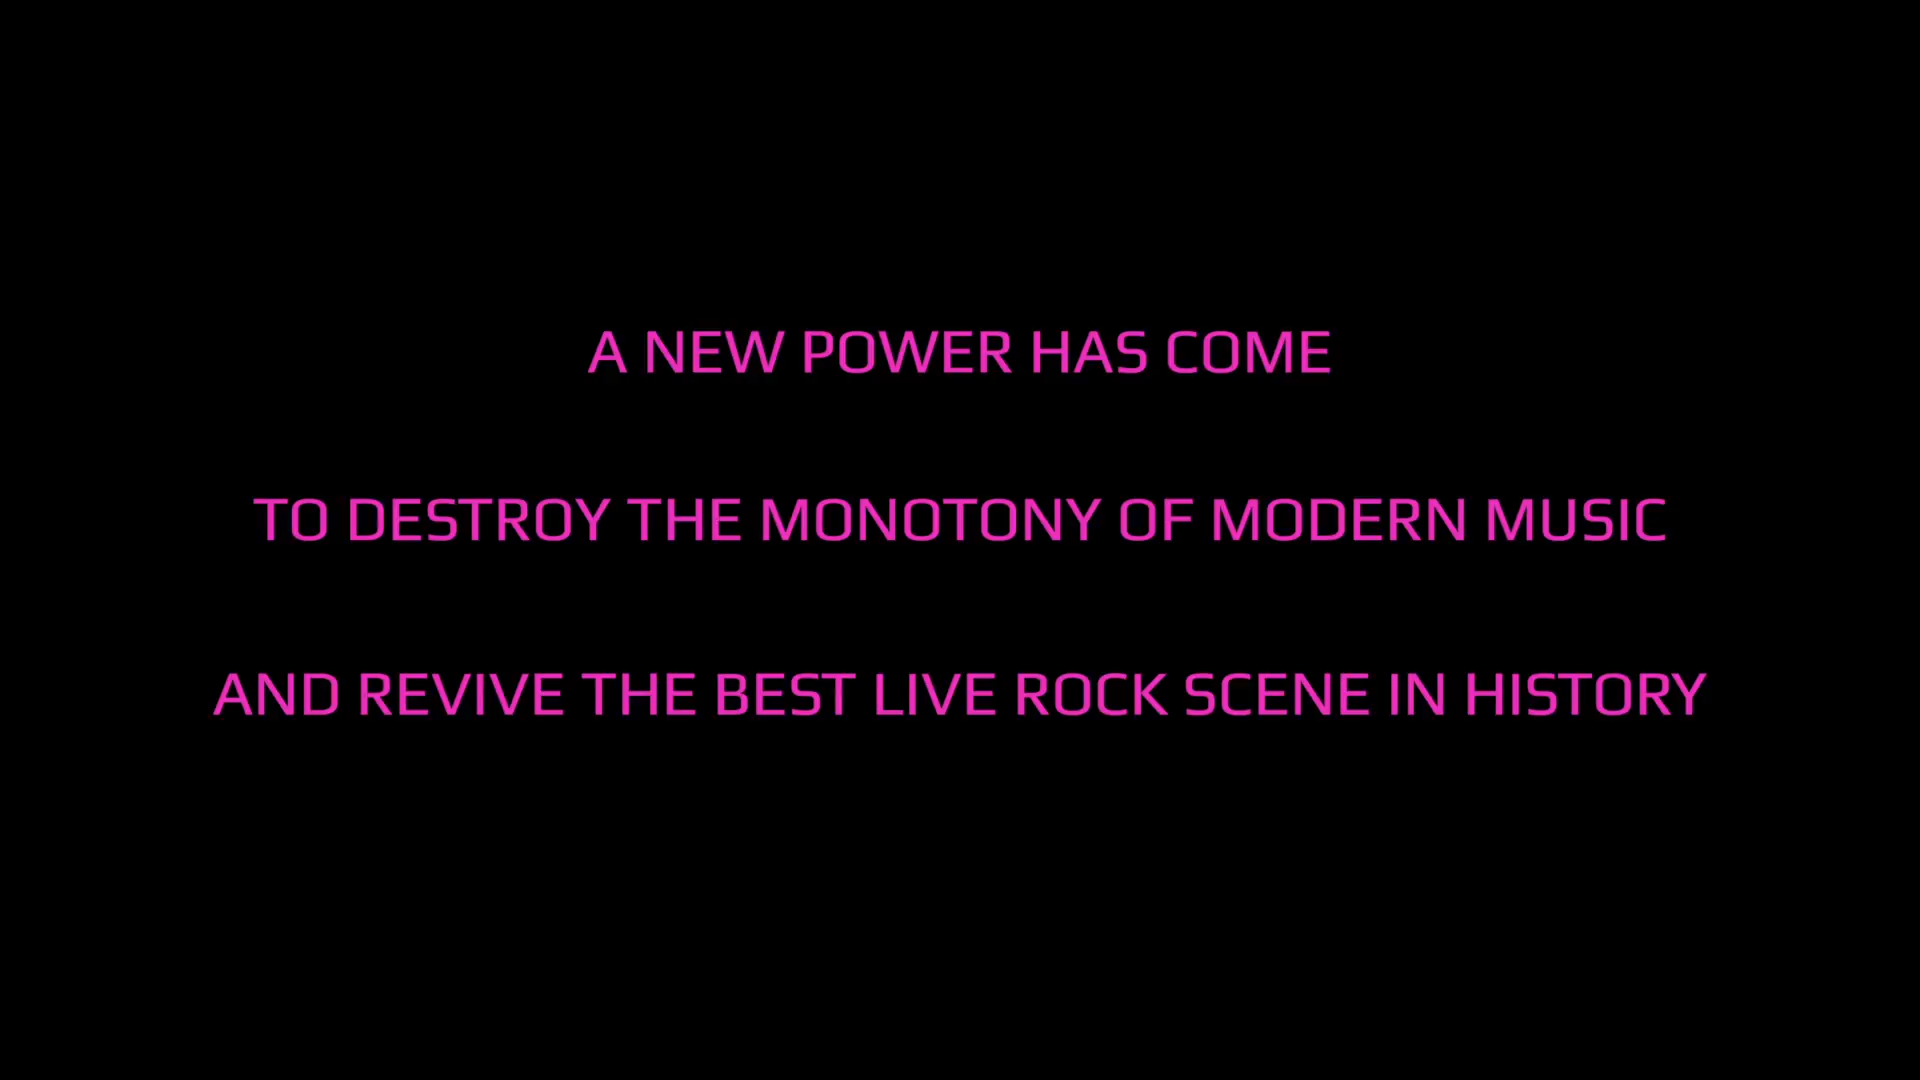 A NEW POWER HAS COME
TO DESTROY THE MONOTONY OF MODERN MUSIC
AND REVIVE THE BEST LIVE ROCK SCENE IN HISTORY